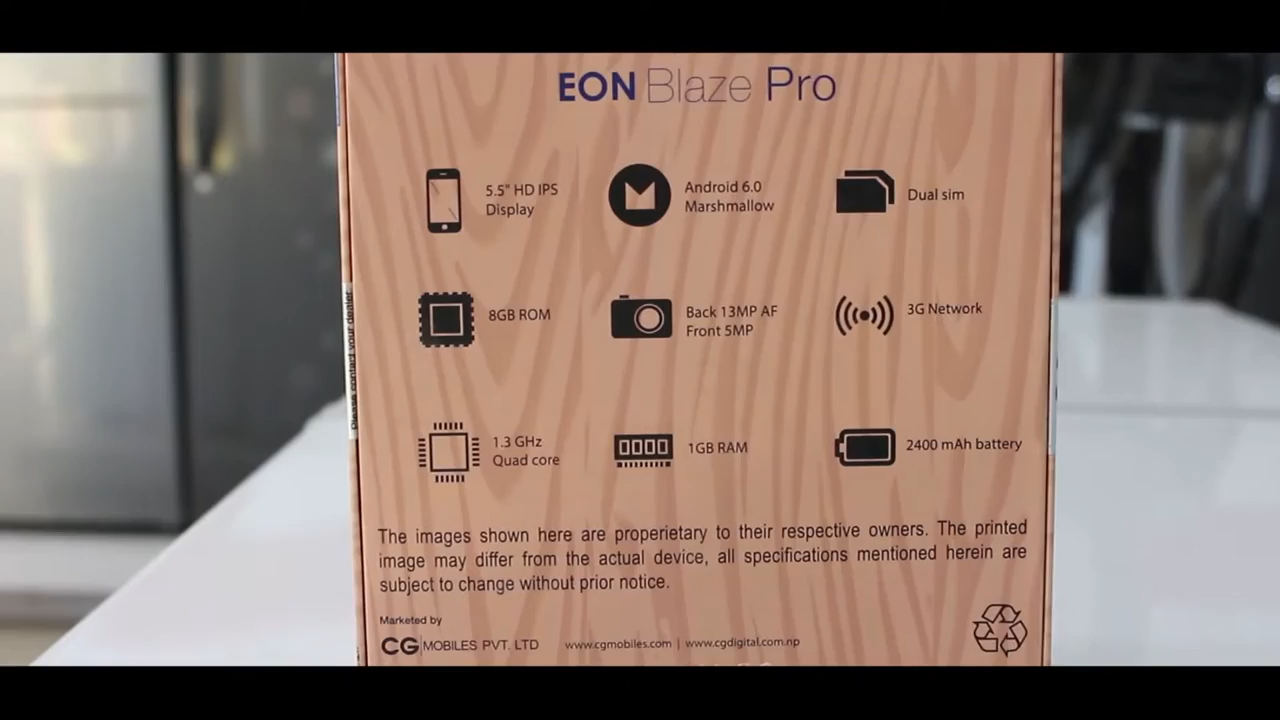 EON Blaze Pro
5.5" HD IPS
Display
Android 6.0
Marshmallow
Dual sim
8GB ROM
Back 13MP AF
Front 5MP
3G Network
1.3 GHz
Quad core
1GB RAM
2400 mAh battery
The images shown here are properietary to their respective owners. The printed
image may differ from the actual device, all specifications mentioned herein are
subject to change without prior notice.
Marketed by
CG MOBILES PVT. LTD
www.cgmobiles.com | www.cgdigital.com.np
Please contact your dealer